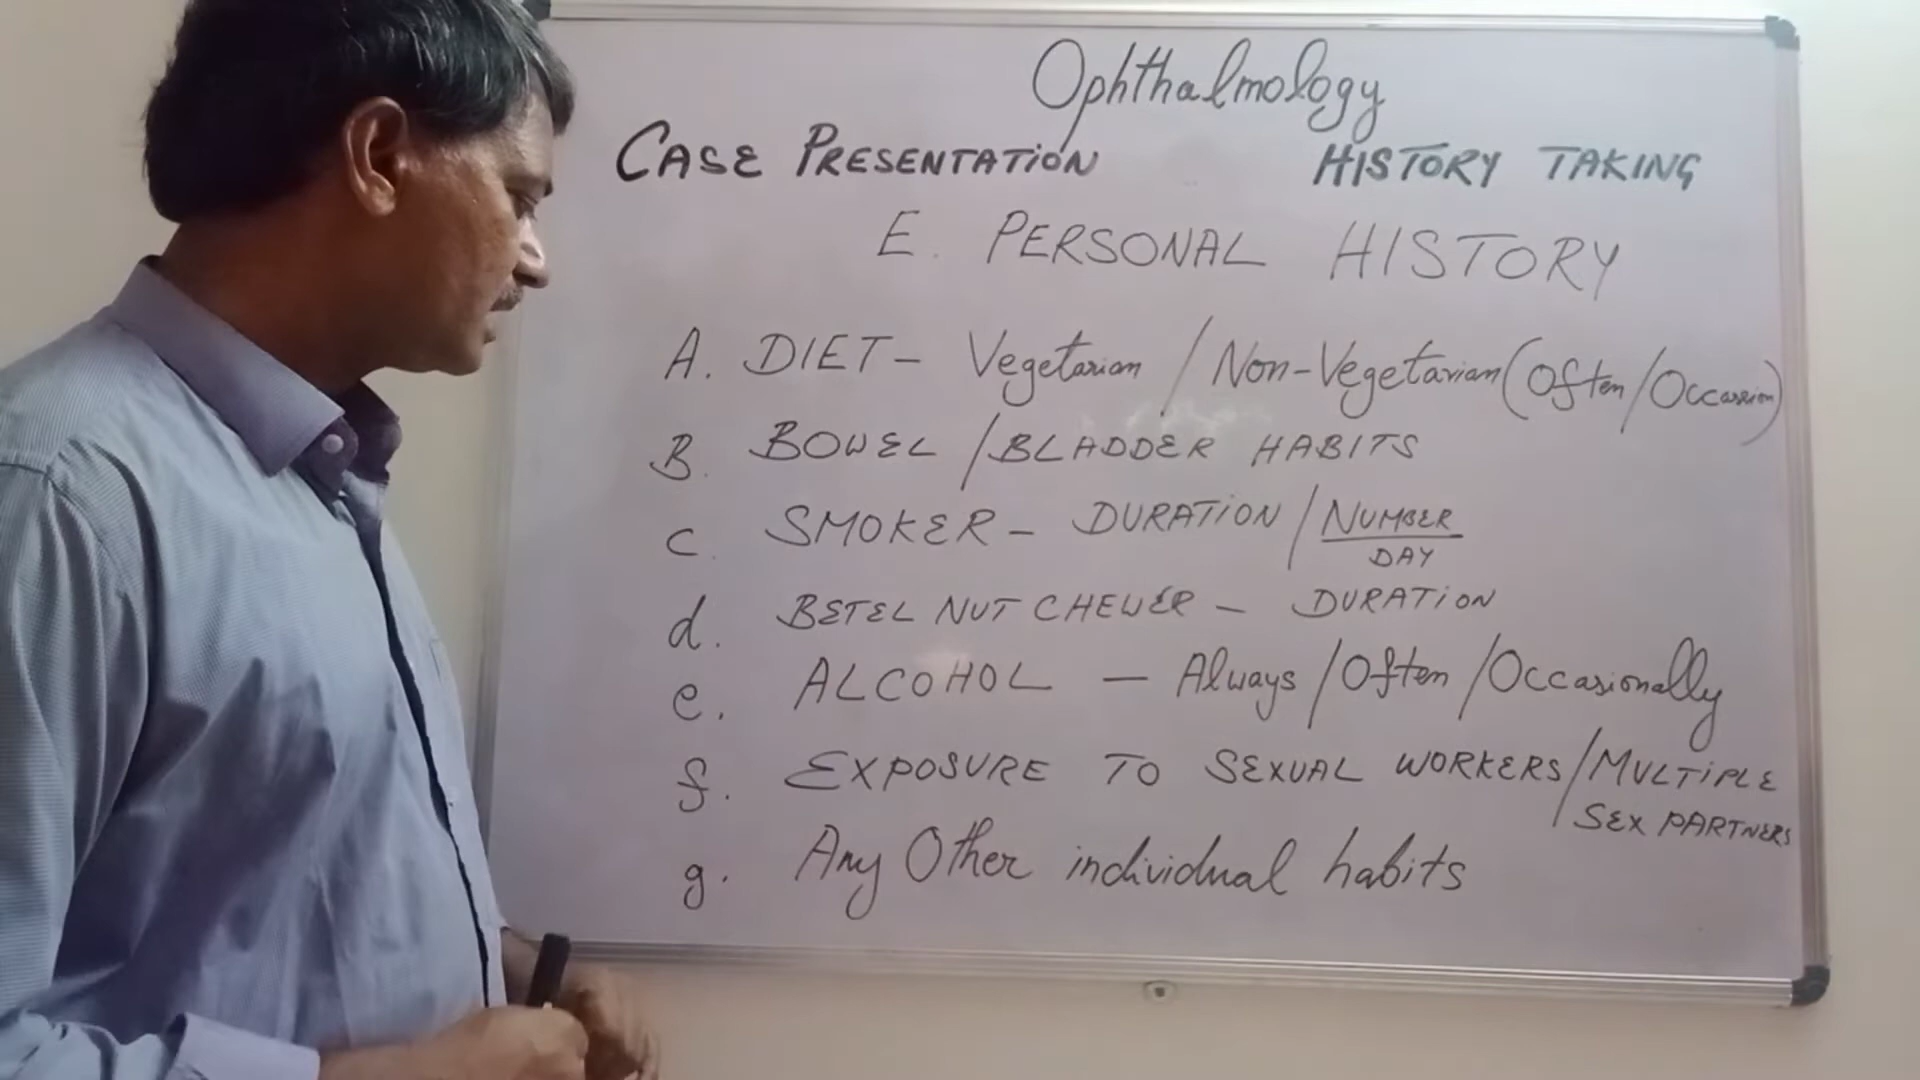 Ophthalmology
CASE PRESENTATION HISTORY TAKING
E. PERSONAL HISTORY
A. DIET- Vegetarian / Non-Vegetarian (Often/Occassion)
B. BOWEL / BLADDER HABITS
C. SMOKER - DURATION / NUMBER
DAY
d. BETEL NUT CHEWER - DURATION
e. ALCOHOL - Always / Often / Occasionally
f. EXPOSURE TO SEXUAL WORKERS / MULTIPLE
SEX PARTNERS
g. Any Other individual habits